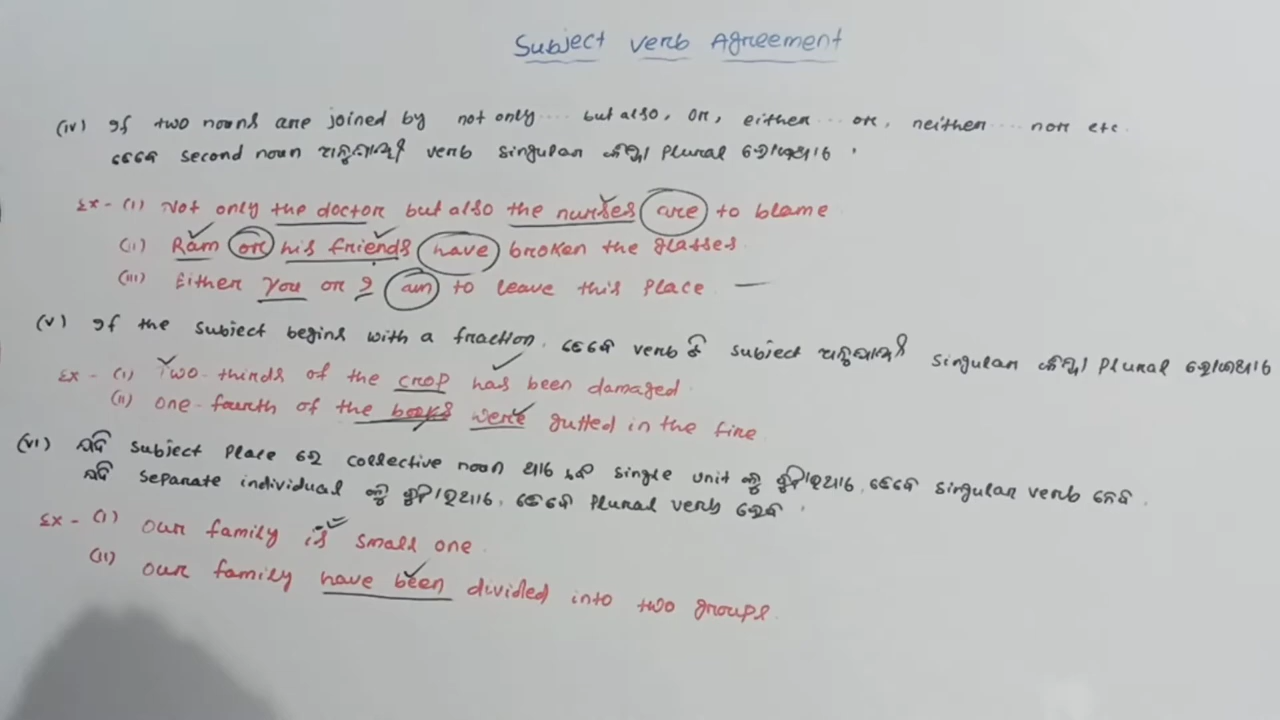 Subject verb Agreement
(iv) If two nouns are joined by not only.... but also, or, either... or, neither... nor etc.
ତେବେ second noun ଅନୁଯାୟୀ verb singular କିମ୍ବା plural ହୋଇଥାଏ ।
Ex - (i) Not only the doctor but also the nurses are to blame
(ii) Ram or his friends have broken the glasses.
(iii) Either you or I am to leave this place. —
(v) If the subject begins with a fraction, ତେବେ verb ଟି subject ଅନୁଯାୟୀ singular କିମ୍ବା plural ହୋଇଥାଏ
Ex - (i) Two-thirds of the crop has been damaged.
(ii) One-fourth of the books were gutted in the fire
(vi) ଯଦି subject place ରେ collective noun ଥାଏ single unit କୁ ବୁଝାଇଥାଏ, ତେବେ singular verb ନେବ ।
ଯଦି separate individual କୁ ବୁଝାଇଥାଏ, ତେବେ plural verb ନେବ ।
Ex - (i) Our family is small one.
(ii) Our family have been divided into two groups.